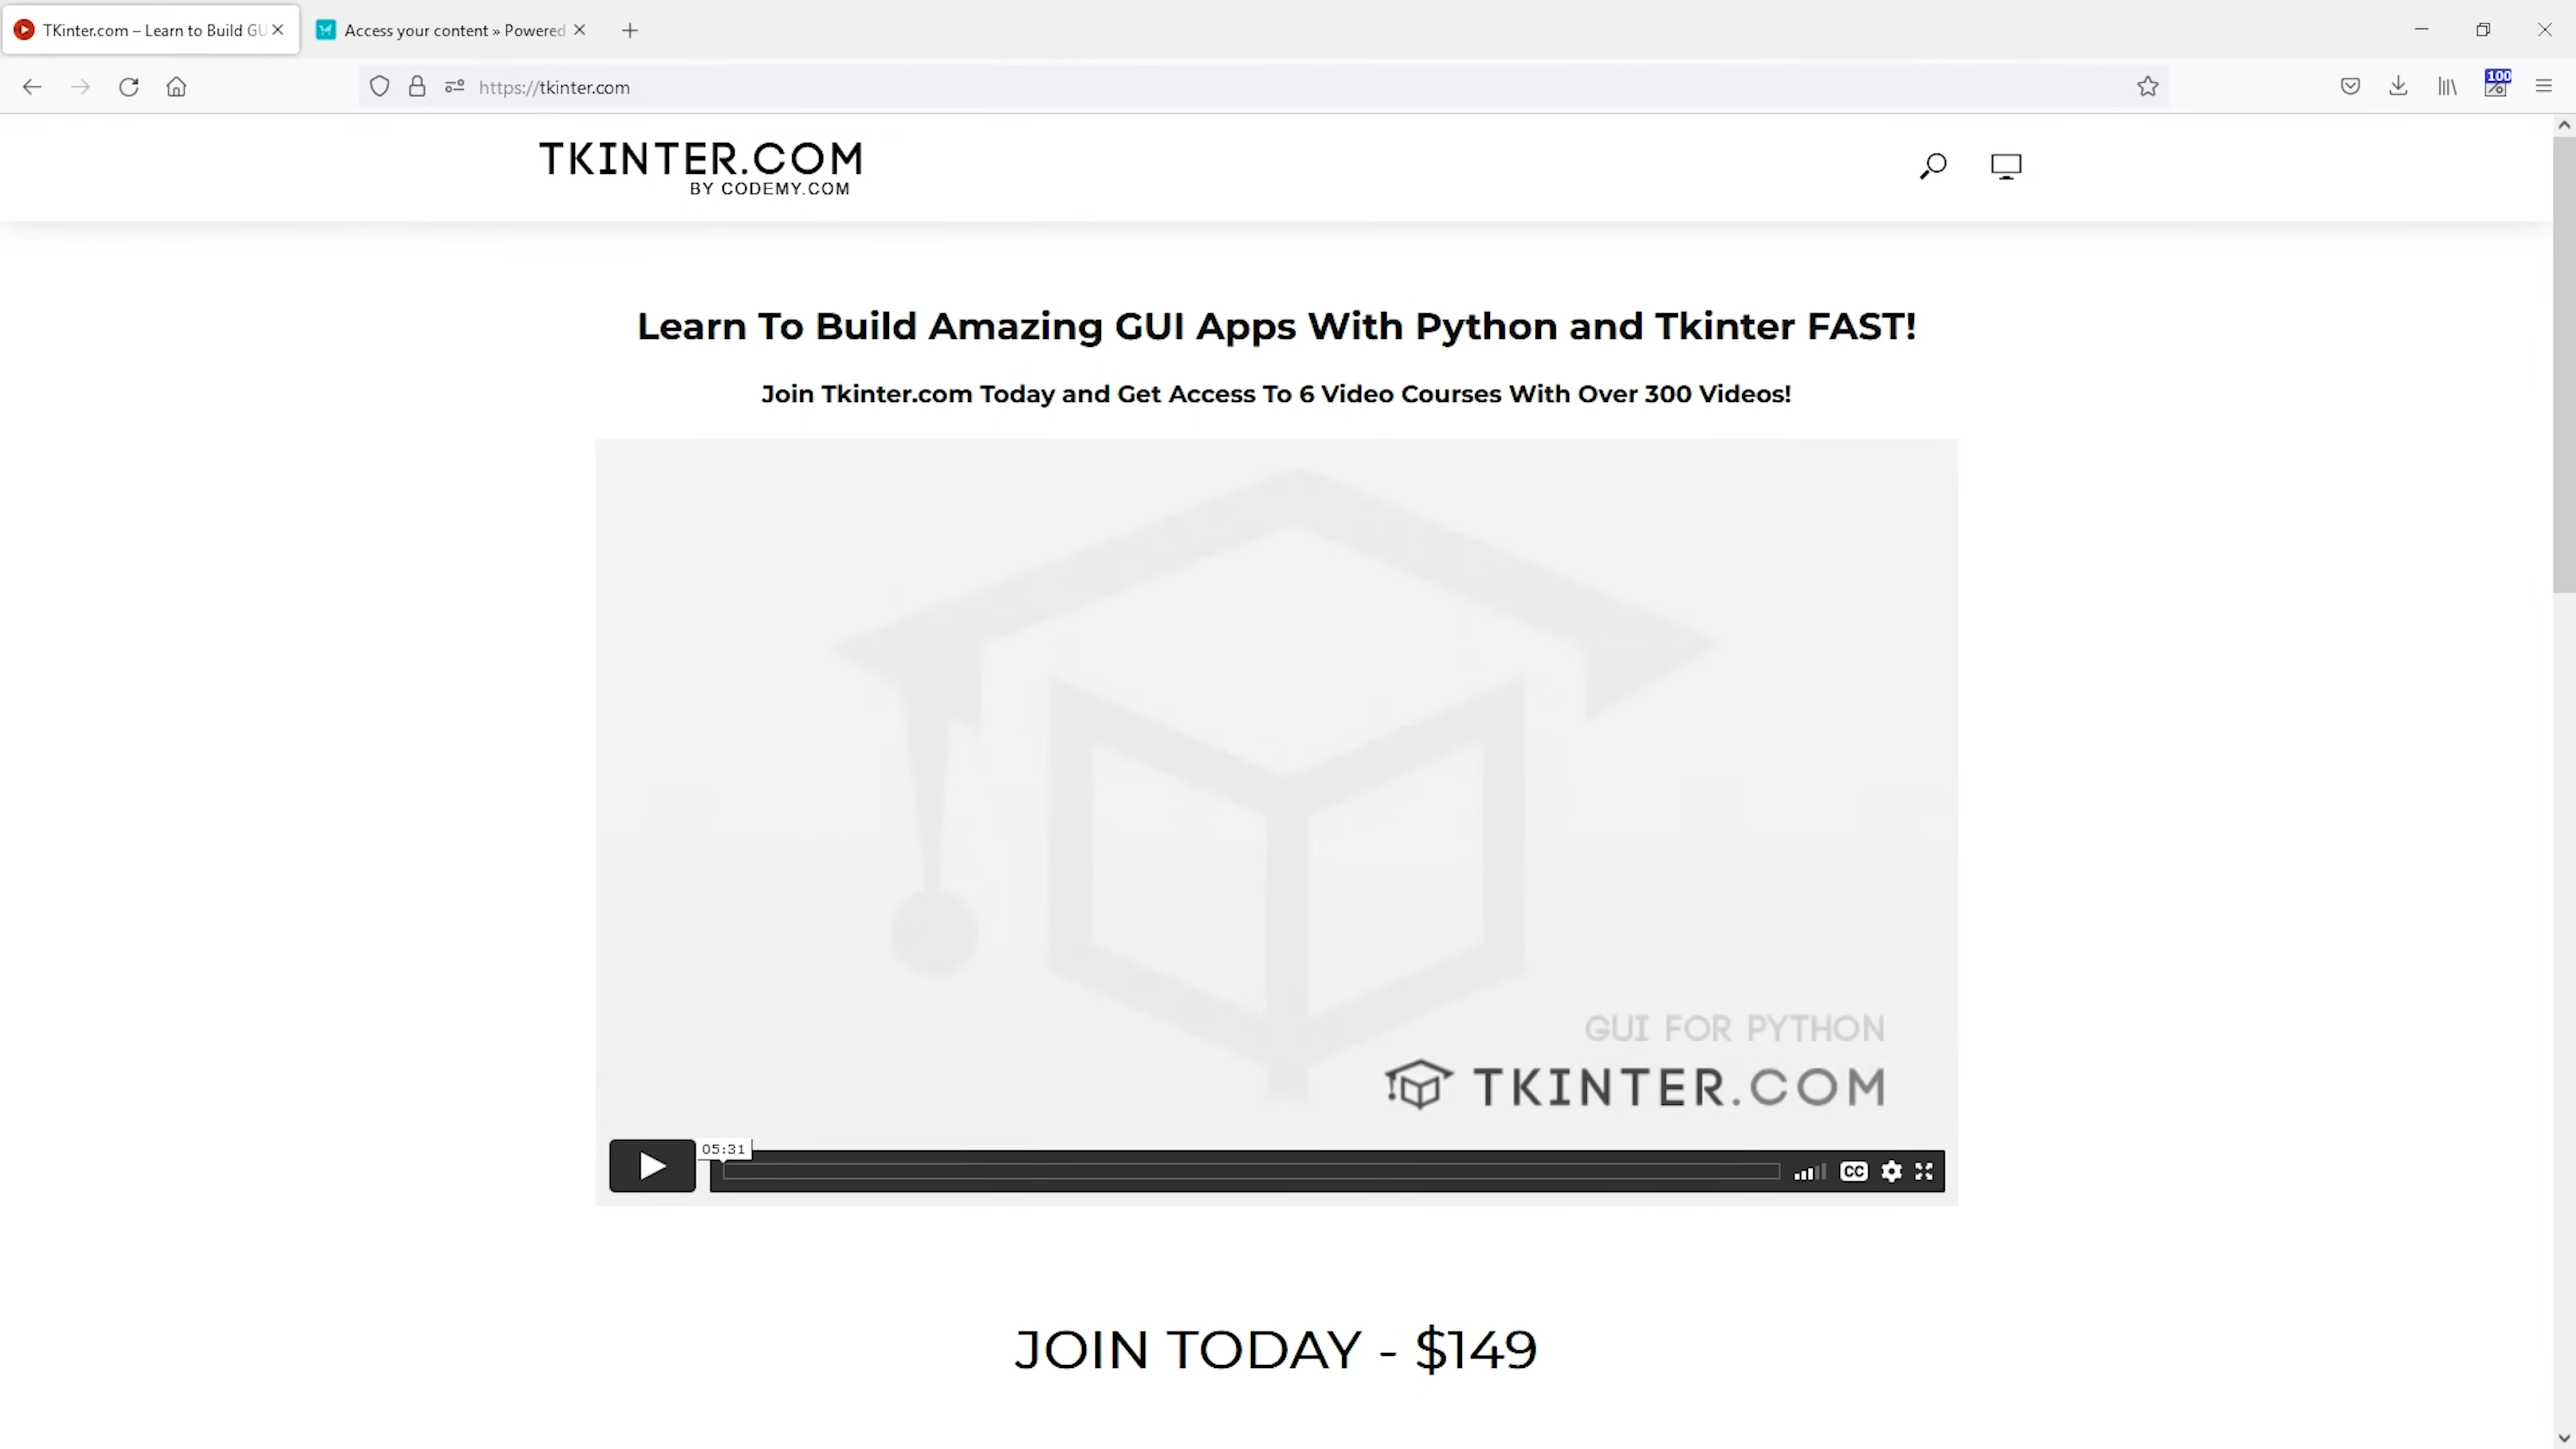 TKinter.com – Learn to Build GU
Access your content » Powered
https://tkinter.com
100
TKINTER.COM
BY CODEMY.COM
Learn To Build Amazing GUI Apps With Python and Tkinter FAST!
Join Tkinter.com Today and Get Access To 6 Video Courses With Over 300 Videos!
GUI FOR PYTHON
TKINTER.COM
05:31
CC
JOIN TODAY - $149